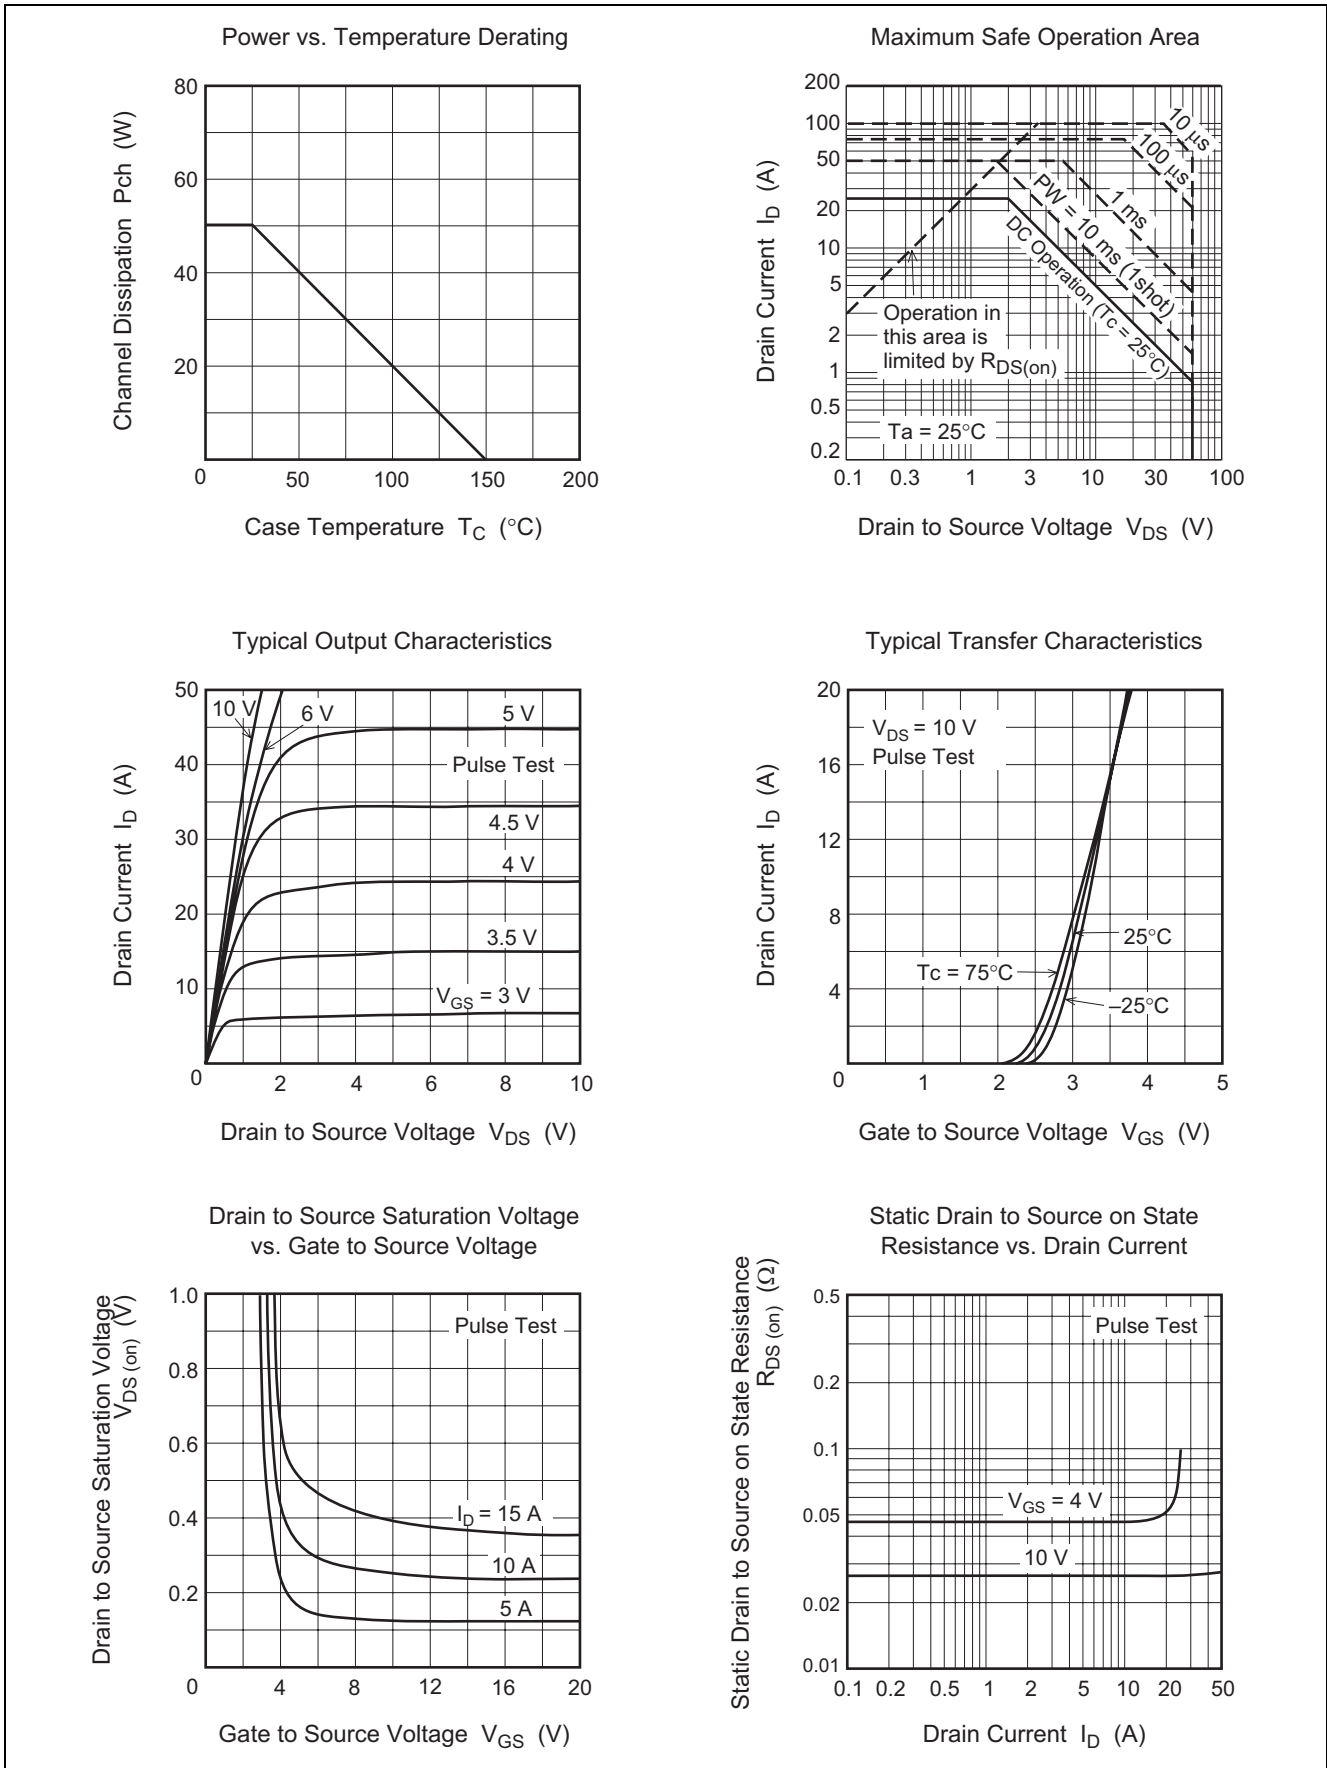 Power vs. Temperature Derating
80
60
40
20
0
50
100
150
200
Channel Dissipation Pch (W)
Case Temperature TC (°C)
Maximum Safe Operation Area
200
100
50
20
10
5
2
1
0.5
0.2
0.1 0.3 1 3 10 30 100
Drain Current ID (A)
10 μs
100 μs
1 ms
PW = 10 ms (1shot)
DC Operation (Tc = 25°C)
Operation in
this area is
limited by RDS(on)
Ta = 25°C
Drain to Source Voltage VDS (V)
Typical Output Characteristics
50
40
30
20
10
0 2 4 6 8 10
Drain Current ID (A)
10 V
6 V
5 V
Pulse Test
4.5 V
4 V
3.5 V
VGS = 3 V
Drain to Source Voltage VDS (V)
Typical Transfer Characteristics
20
16
12
8
4
0 1 2 3 4 5
Drain Current ID (A)
VDS = 10 V
Pulse Test
25°C
Tc = 75°C
–25°C
Gate to Source Voltage VGS (V)
Drain to Source Saturation Voltage
vs. Gate to Source Voltage
1.0
0.8
0.6
0.4
0.2
0 4 8 12 16 20
Drain to Source Saturation Voltage
VDS (on) (V)
Pulse Test
ID = 15 A
10 A
5 A
Gate to Source Voltage VGS (V)
Static Drain to Source on State
Resistance vs. Drain Current
0.5
0.2
0.1
0.05
0.02
0.01
0.1 0.2 0.5 1 2 5 10 20 50
Static Drain to Source on State Resistance
RDS (on) (Ω)
Pulse Test
VGS = 4 V
10 V
Drain Current ID (A)